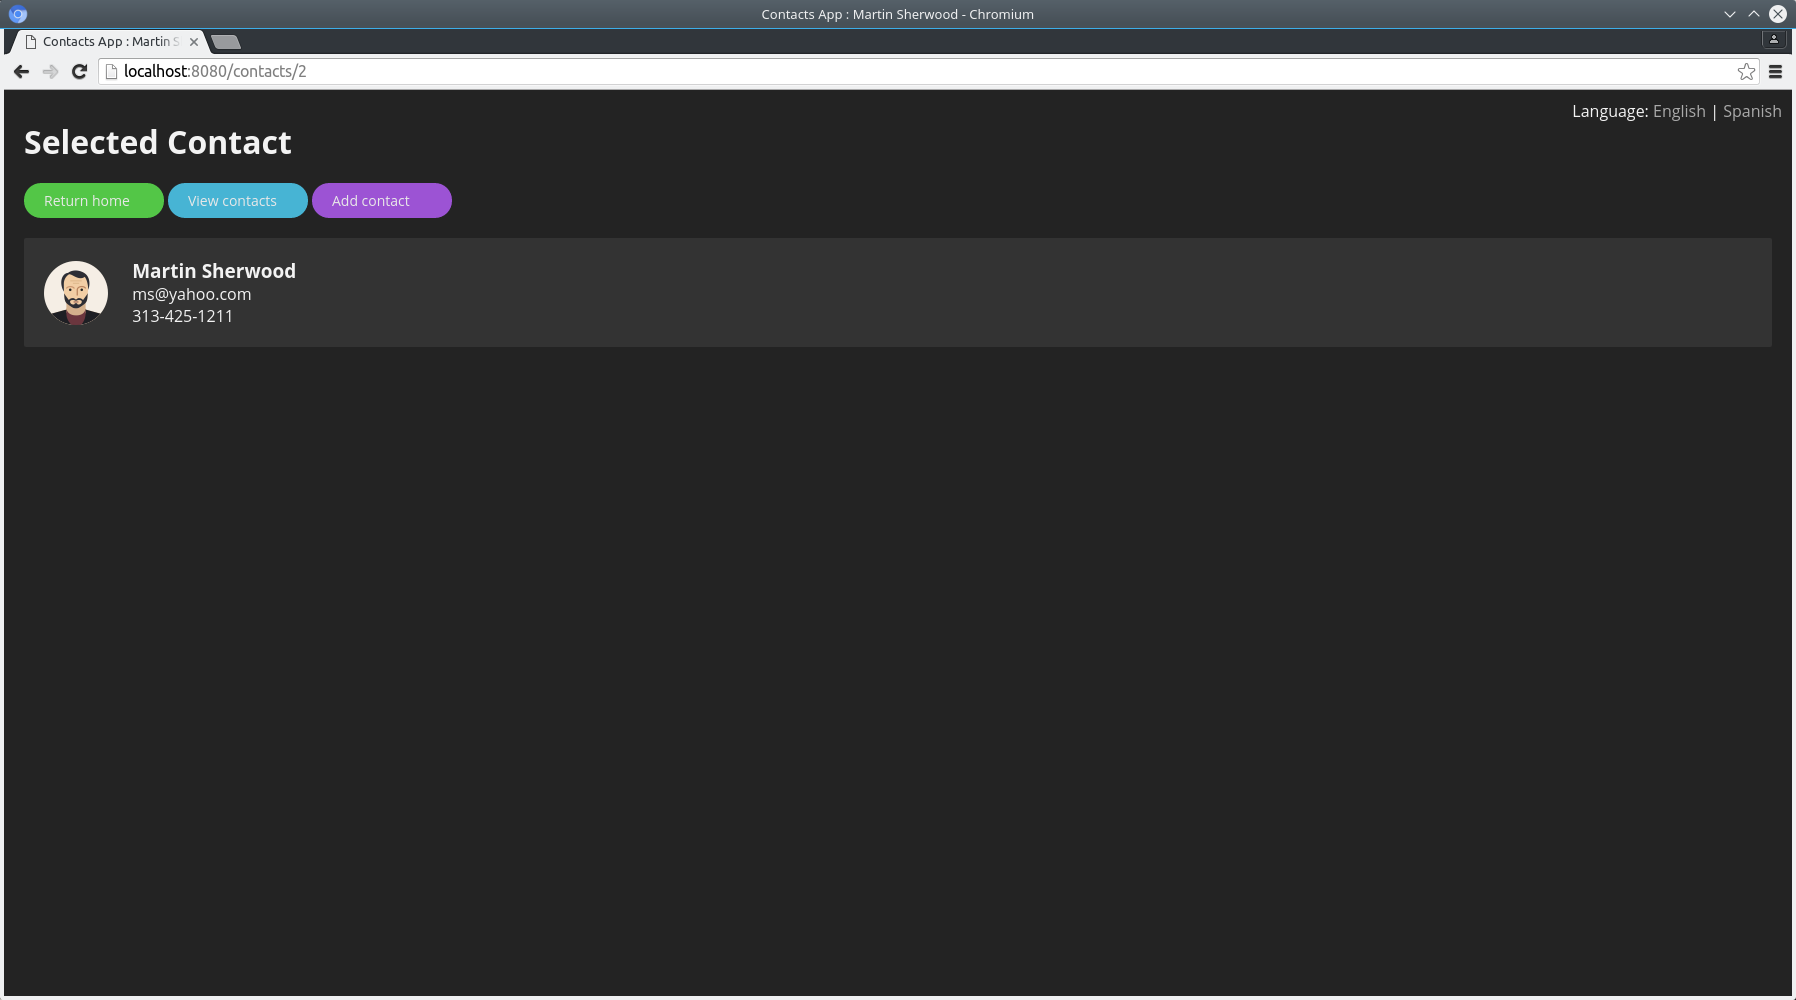 Contacts App : Martin Sherwood - Chromium
Contacts App : Martin S
localhost:8080/contacts/2
Language: English | Spanish
Selected Contact
Return home View contacts Add contact
Martin Sherwood
ms@yahoo.com
313-425-1211